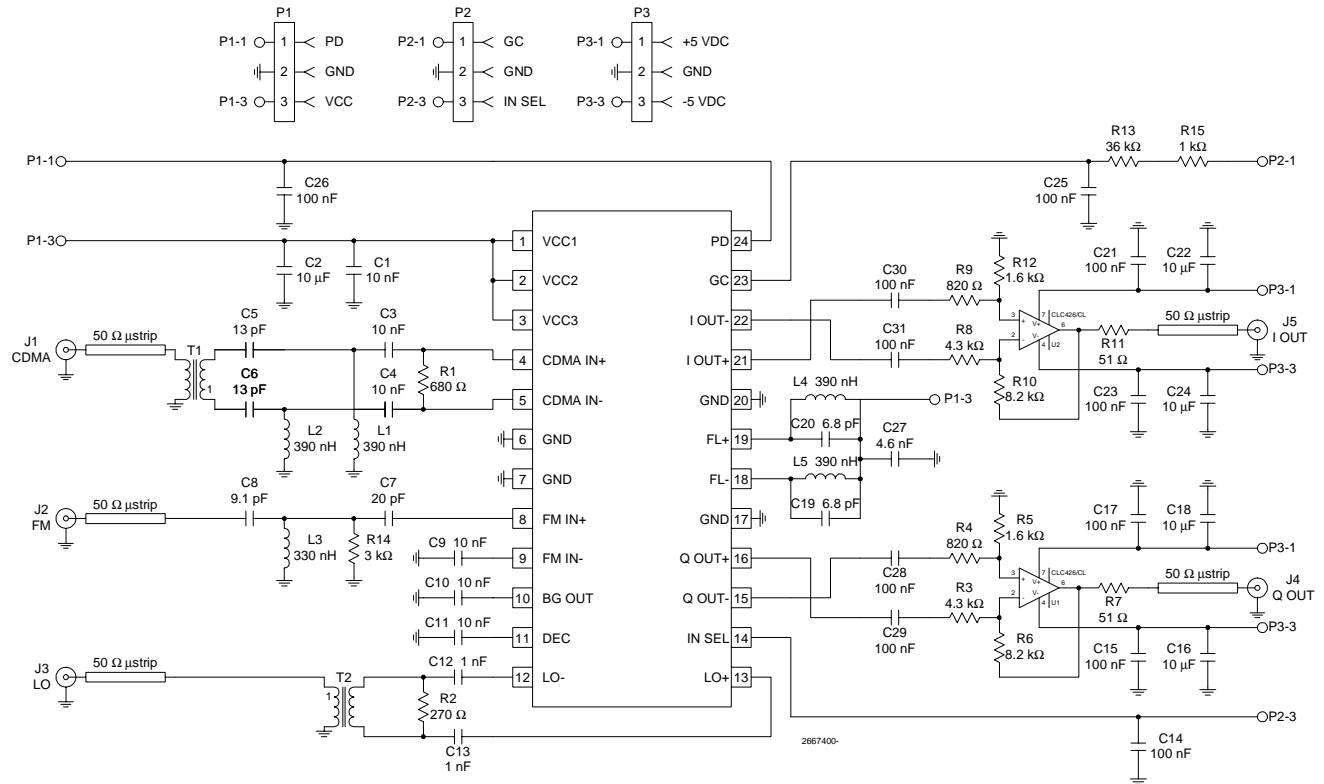 P1 P2 P3
P1-1 1 PD P2-1 1 GC P3-1 1 +5 VDC
2 GND 2 GND 2 GND
P1-3 3 VCC P2-3 3 IN SEL P3-3 3 -5 VDC
P1-1
C26
100 nF
P1-3
C2
10 µF
C1
10 nF
R13
36 kΩ
R15
1 kΩ
P2-1
C25
100 nF
J1
CDMA
50 Ω µstrip
T1
1
C5
13 pF
C6
13 pF
C3
10 nF
C4
10 nF
R1
680 Ω
L2
390 nH
L1
390 nH
J2
FM
50 Ω µstrip
C8
9.1 pF
C7
20 pF
L3
330 nH
R14
3 kΩ
C9 10 nF
C10 10 nF
C11 10 nF
J3
LO
50 Ω µstrip
T2
1
C12 1 nF
R2
270 Ω
C13
1 nF
1 VCC1 PD 24
2 VCC2 GC 23
3 VCC3 I OUT- 22
4 CDMA IN+ I OUT+ 21
5 CDMA IN- GND 20
6 GND FL+ 19
7 GND FL- 18
8 FM IN+ GND 17
9 FM IN- Q OUT+ 16
10 BG OUT Q OUT- 15
11 DEC IN SEL 14
12 LO- LO+ 13
C30
100 nF
R9
820 Ω
R12
1.6 kΩ
C21
100 nF
C22
10 µF
P3-1
C31
100 nF
R8
4.3 kΩ
3 + V+ 7 CLC426/CL
2 - V- 4 U2
6
R11
51 Ω
50 Ω µstrip
J5
I OUT
R10
8.2 kΩ
C23
100 nF
C24
10 µF
P3-3
L4 390 nH
P1-3
C20 6.8 pF
C27
4.6 nF
L5 390 nH
C19 6.8 pF
C28
100 nF
R4
820 Ω
R5
1.6 kΩ
C17
100 nF
C18
10 µF
P3-1
C29
100 nF
R3
4.3 kΩ
3 + V+ 7 CLC426/CL
2 - V- 4 U1
6
R7
51 Ω
50 Ω µstrip
J4
Q OUT
R6
8.2 kΩ
C15
100 nF
C16
10 µF
P3-3
P2-3
C14
100 nF
2667400-